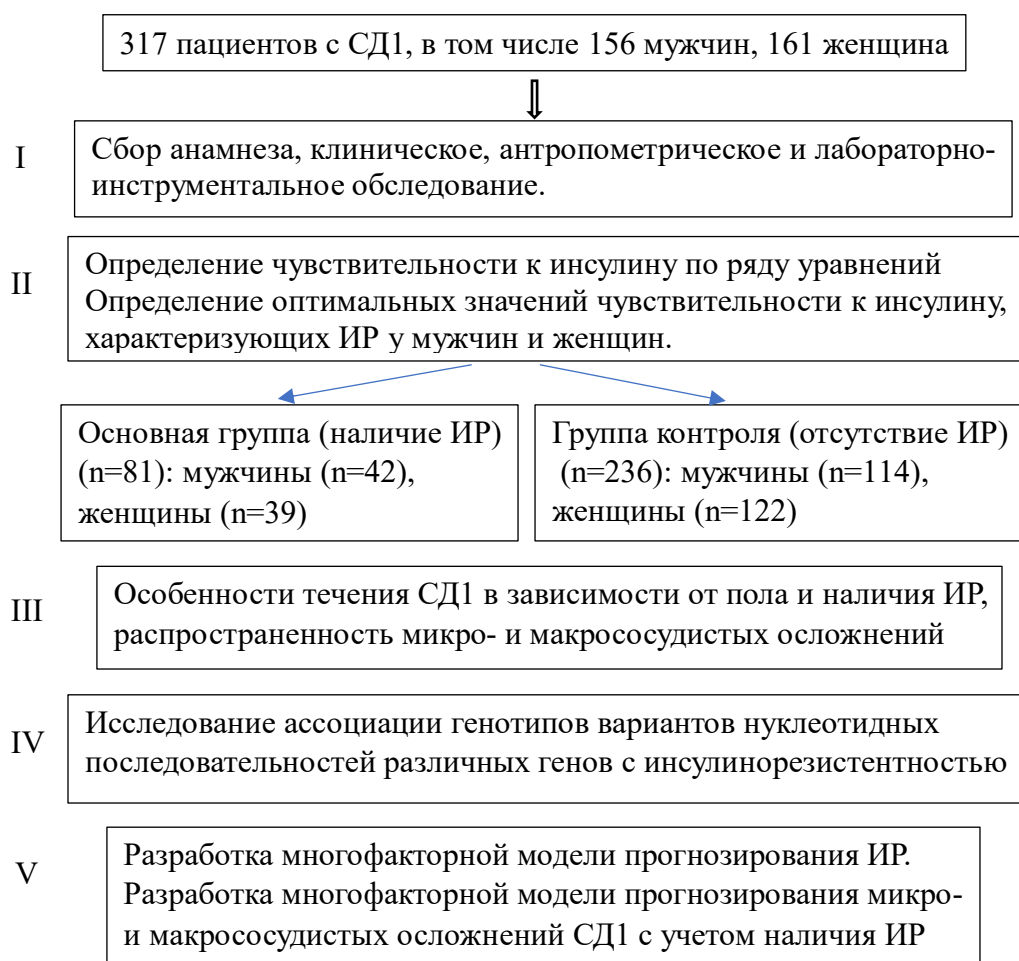 317 пациентов с СД1, в том числе 156 мужчин, 161 женщина
I
Сбор анамнеза, клиническое, антропометрическое и лабораторно-
инструментальное обследование.
II
Определение чувствительности к инсулину по ряду уравнений
Определение оптимальных значений чувствительности к инсулину,
характеризующих ИР у мужчин и женщин.
Основная группа (наличие ИР)
(n=81): мужчины (n=42),
женщины (n=39)
Группа контроля (отсутствие ИР)
(n=236): мужчины (n=114),
женщины (n=122)
III
Особенности течения СД1 в зависимости от пола и наличия ИР,
распространенность микро- и макрососудистых осложнений
IV
Исследование ассоциации генотипов вариантов нуклеотидных
последовательностей различных генов с инсулинорезистентностью
V
Разработка многофакторной модели прогнозирования ИР.
Разработка многофакторной модели прогнозирования микро-
и макрососудистых осложнений СД1 с учетом наличия ИР